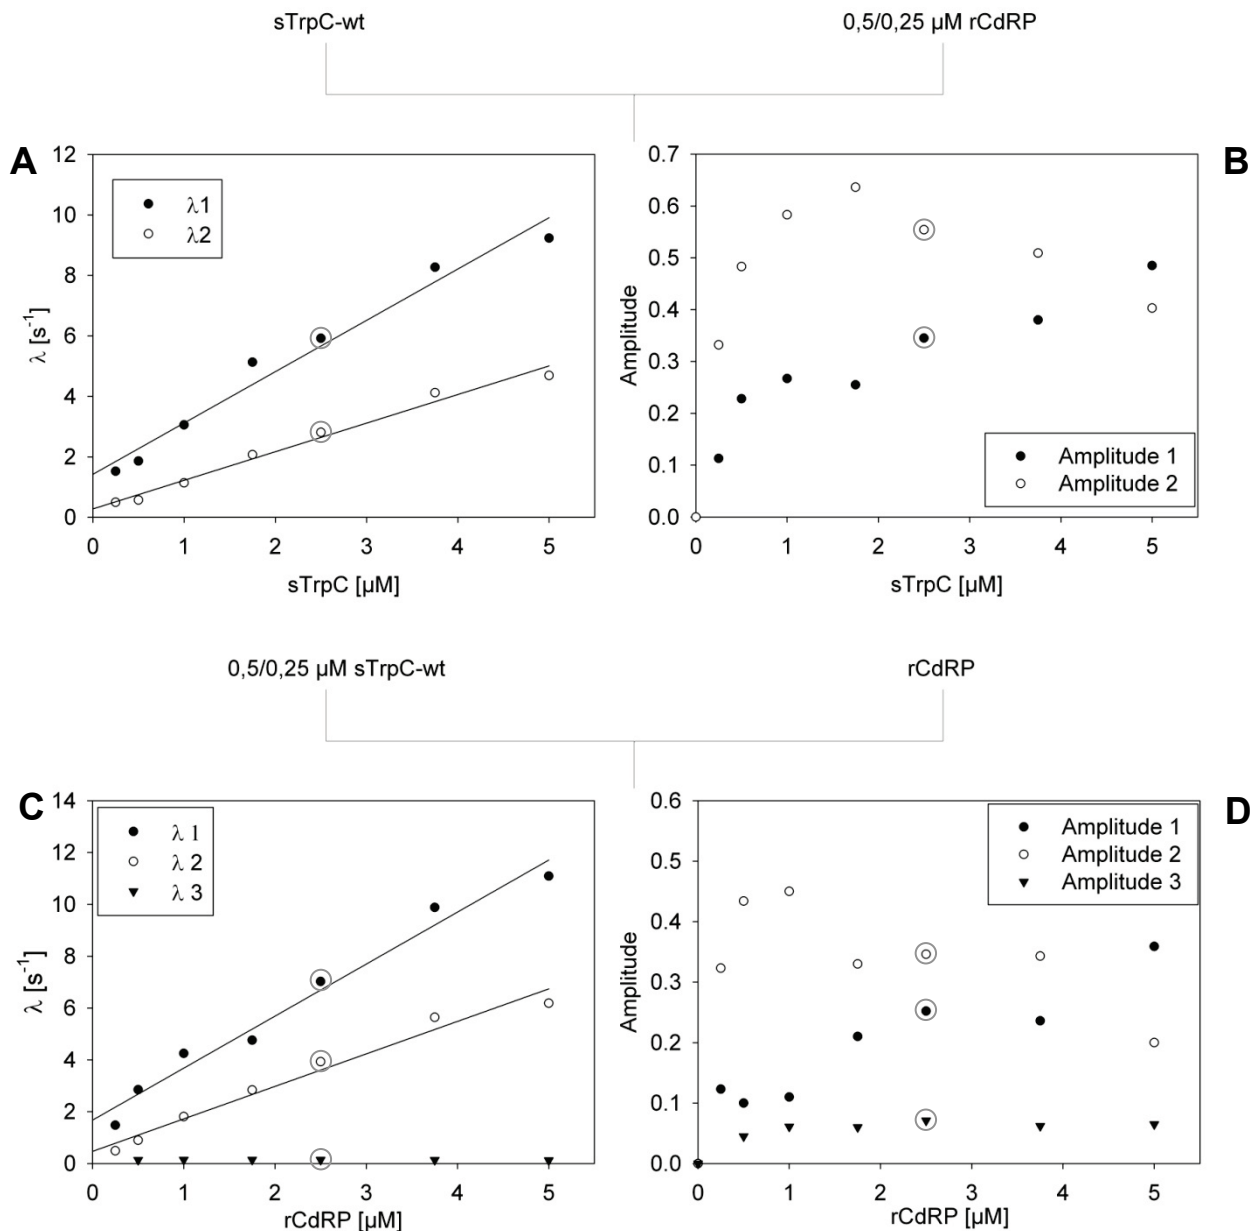 sTrpC-wt
0,5/0,25 µM rCdRP
A
B
12
10
8
6
4
2
0
λ [s⁻¹]
λ1
λ2
0 1 2 3 4 5
sTrpC [µM]
0.7
0.6
0.5
0.4
0.3
0.2
0.1
0.0
Amplitude
Amplitude 1
Amplitude 2
0 1 2 3 4 5
sTrpC [µM]
0,5/0,25 µM sTrpC-wt
rCdRP
C
D
14
12
10
8
6
4
2
0
λ [s⁻¹]
λ 1
λ 2
λ 3
0 1 2 3 4 5
rCdRP [µM]
0.6
0.5
0.4
0.3
0.2
0.1
0.0
Amplitude
Amplitude 1
Amplitude 2
Amplitude 3
0 1 2 3 4 5
rCdRP [µM]